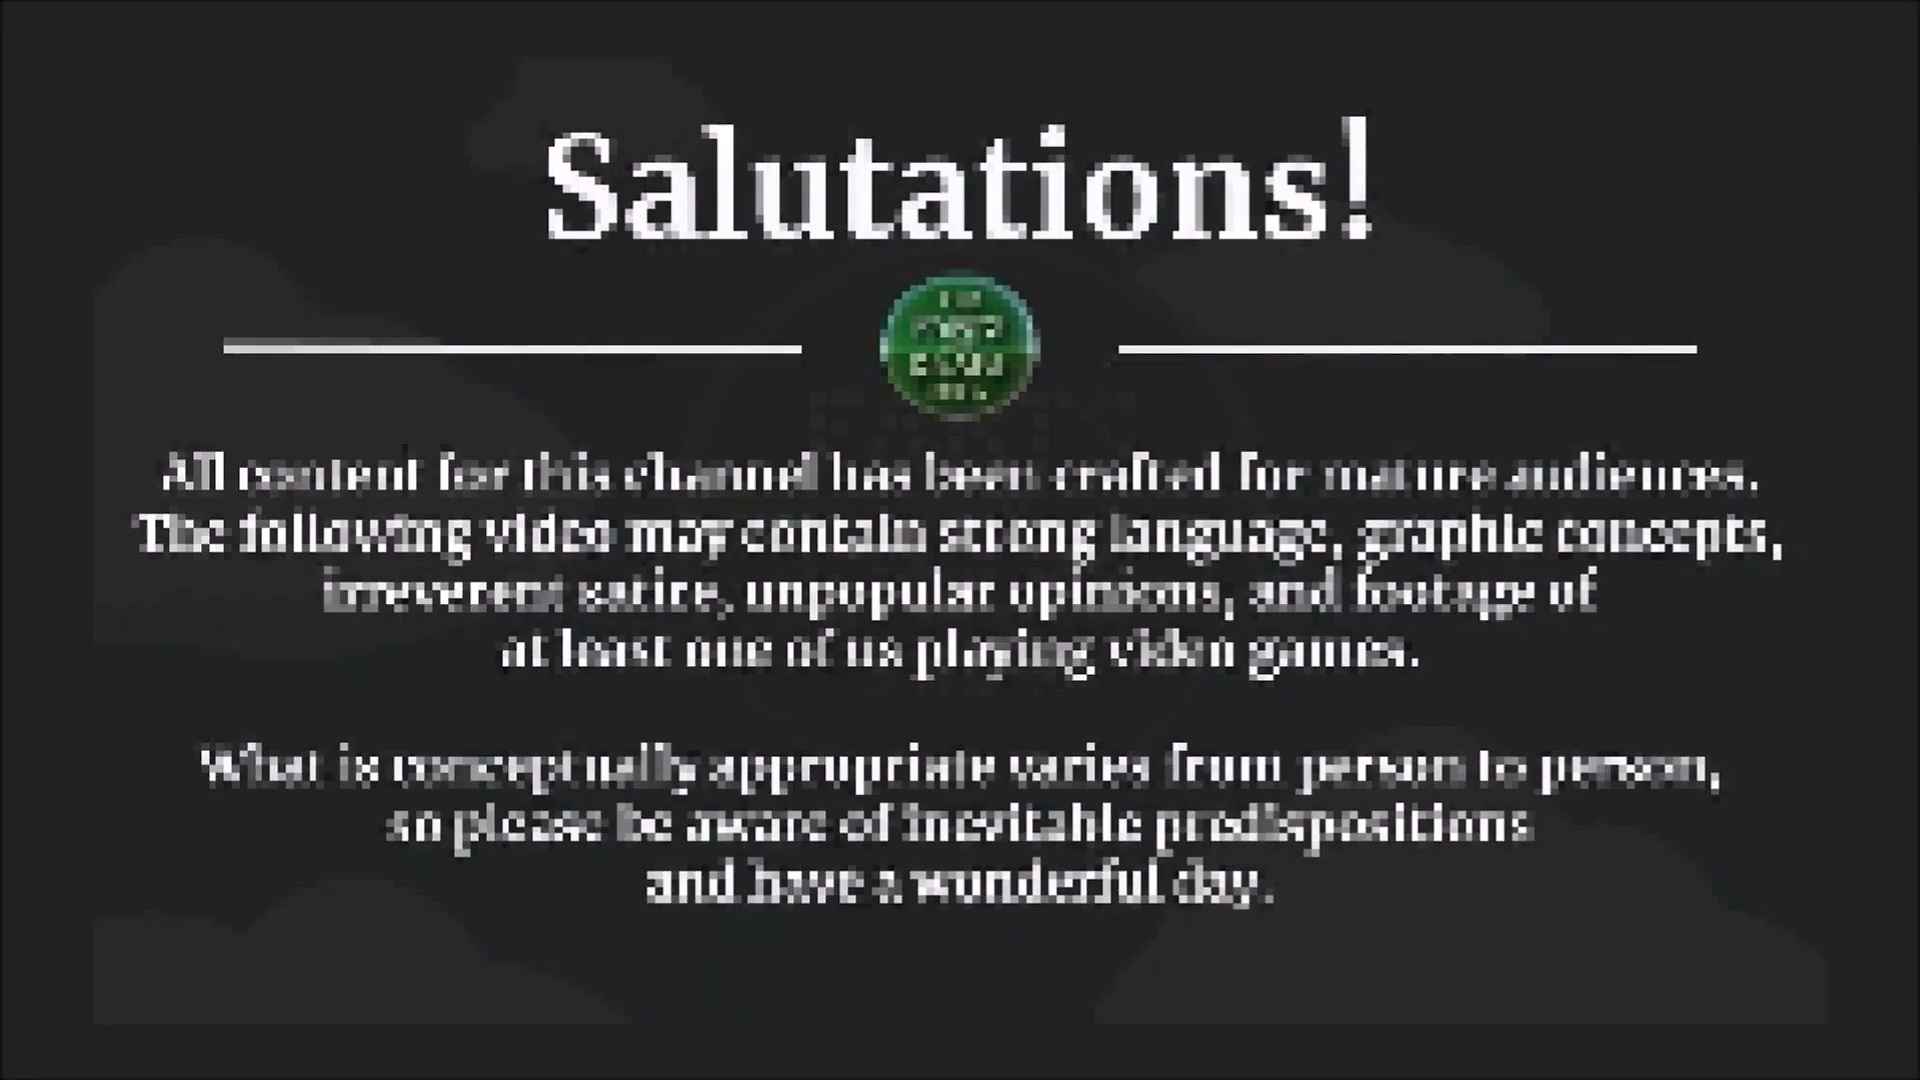 Salutations!
All content for this channel has been crafted for mature audiences.
The following video may contain strong language, graphic concepts,
irreverent satire, unpopular opinions, and footage of
at least one of us playing video games.
What is conceptually appropriate varies from person to person,
so please be aware of inevitable predispositions
and have a wonderful day.